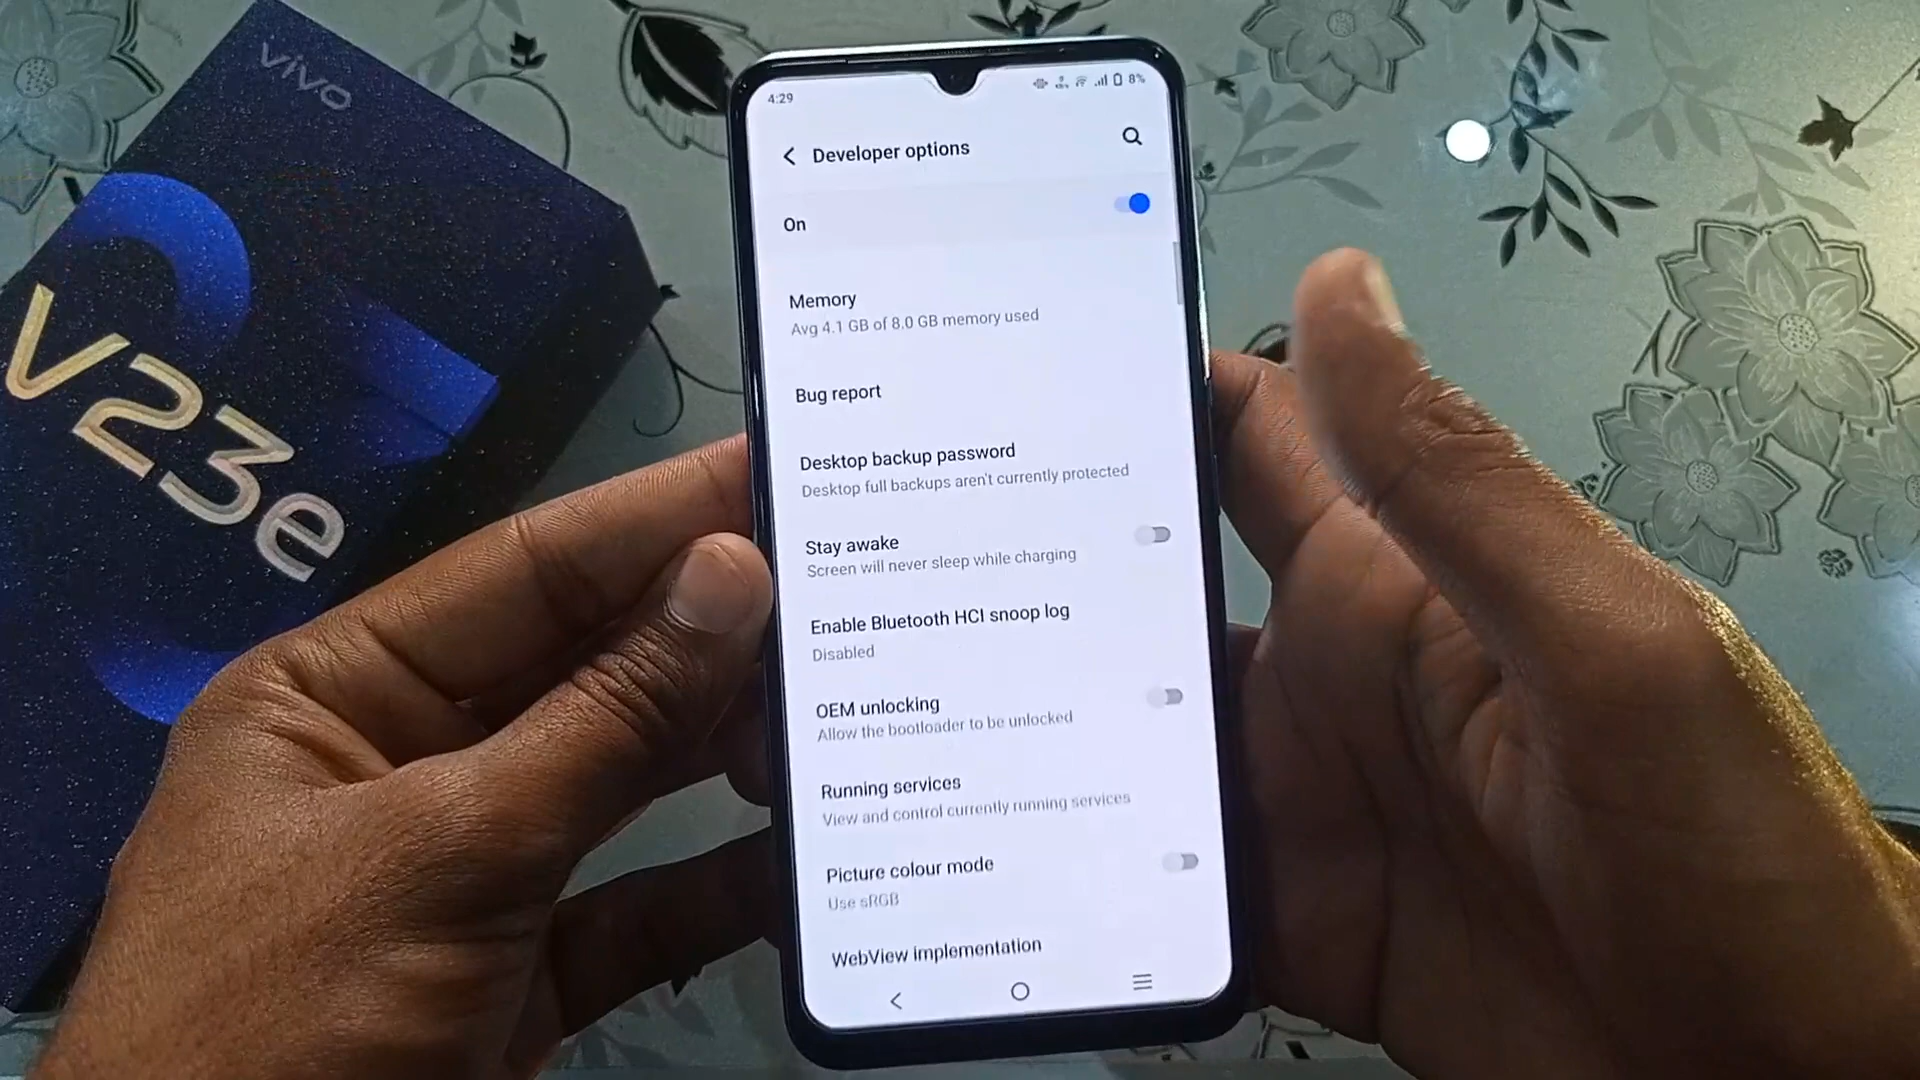 vivo
V23e
4:29
8%
Developer options
On
Memory
Avg 4.1 GB of 8.0 GB memory used
Bug report
Desktop backup password
Desktop full backups aren't currently protected
Stay awake
Screen will never sleep while charging
Enable Bluetooth HCI snoop log
Disabled
OEM unlocking
Allow the bootloader to be unlocked
Running services
View and control currently running services
Picture colour mode
Use sRGB
WebView implementation